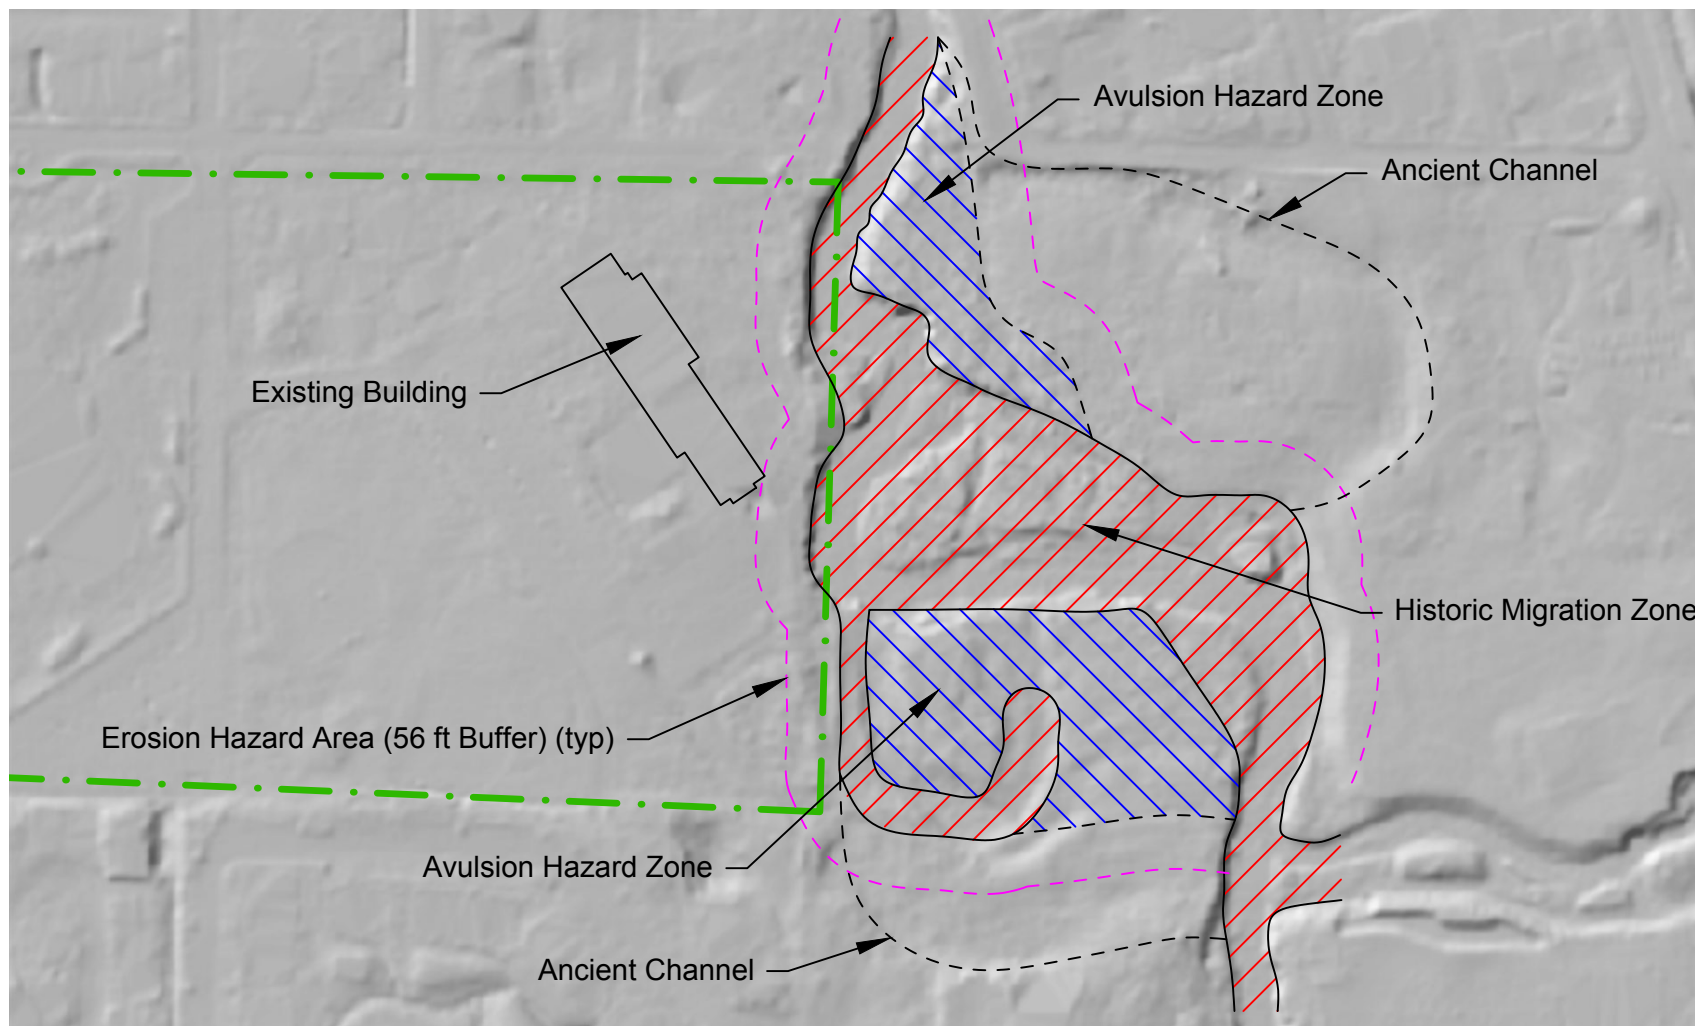 Avulsion Hazard Zone
Ancient Channel
Existing Building
Historic Migration Zone
Erosion Hazard Area (56 ft Buffer) (typ)
Avulsion Hazard Zone
Ancient Channel